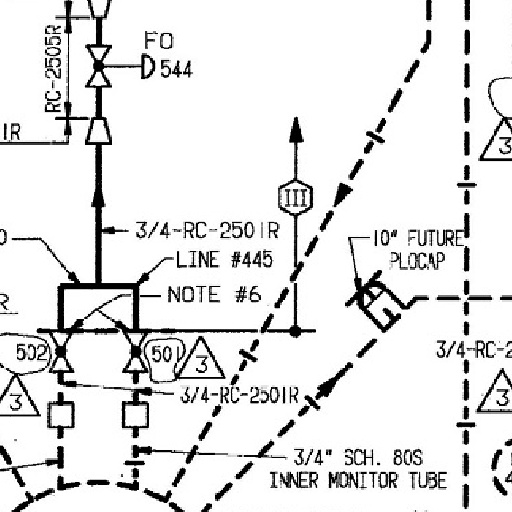 RC-2505R
FO
544
IR
3
III
3/4-RC-2501R
10" FUTURE
PLOCAP
LINE #445
NOTE #6
R
502
501
3
3/4-RC-2
3
3/4-RC-2501R
3
3/4" SCH. 80S
INNER MONITOR TUBE